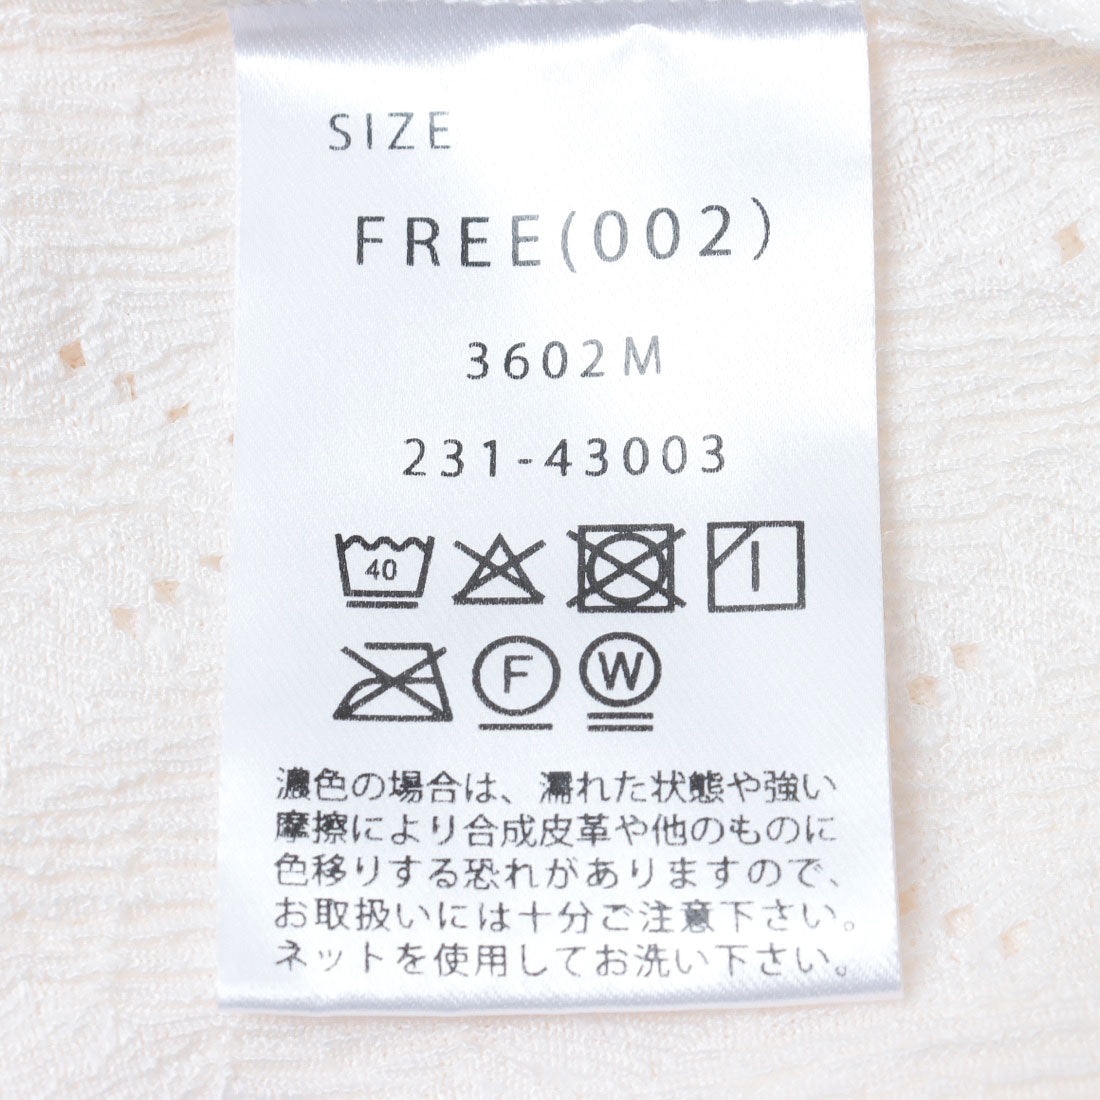 SIZE
FREE(002)
3602M
231-43003
40
F W
濃色の場合は、濡れた状態や強い
摩擦により合成皮革や他のものに
色移りする恐れがありますので、
お取扱いには十分ご注意下さい。
ネットを使用してお洗い下さい。